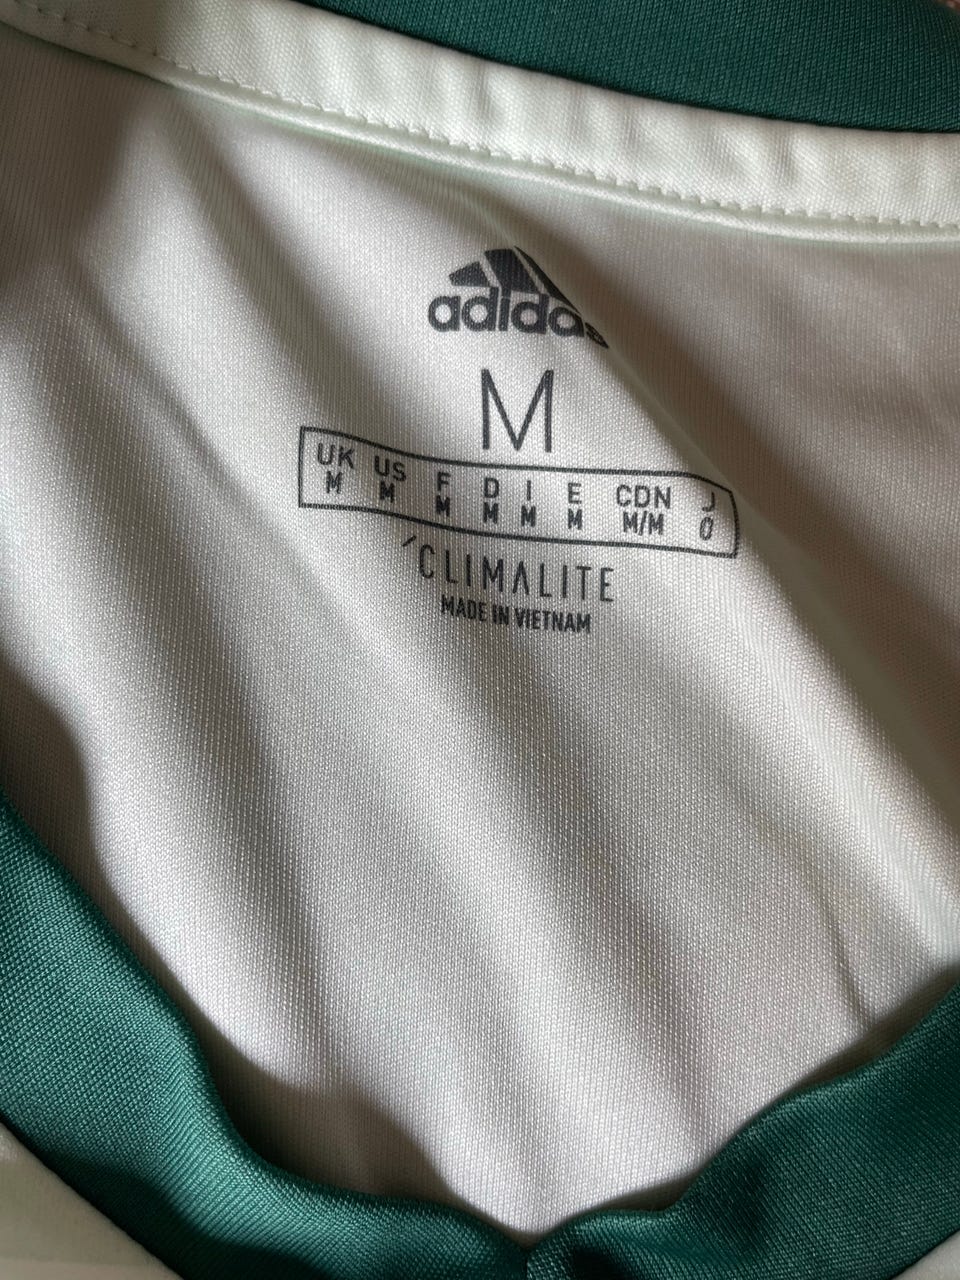 adidas
M
UK US F D I E CDN J
M M M M M M M/M O
CLIMALITE
MADE IN VIETNAM